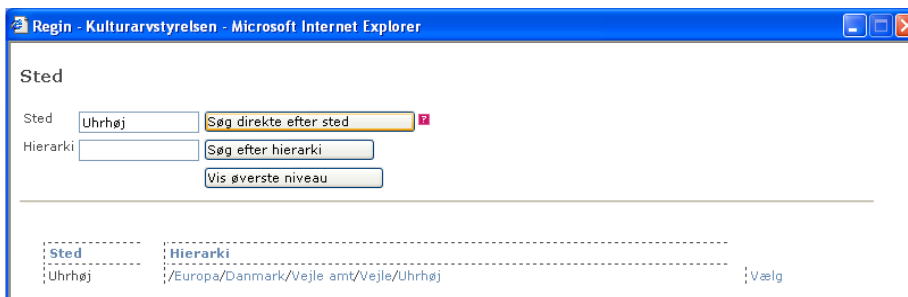 Regin - Kulturarvstyrelsen - Microsoft Internet Explorer
Sted
Sted Uhrhøj Søg direkte efter sted ?
Hierarki Søg efter hierarki
Vis øverste niveau
Sted Hierarki
Uhrhøj /Europa/Danmark/Vejle amt/Vejle/Uhrhøj Vælg